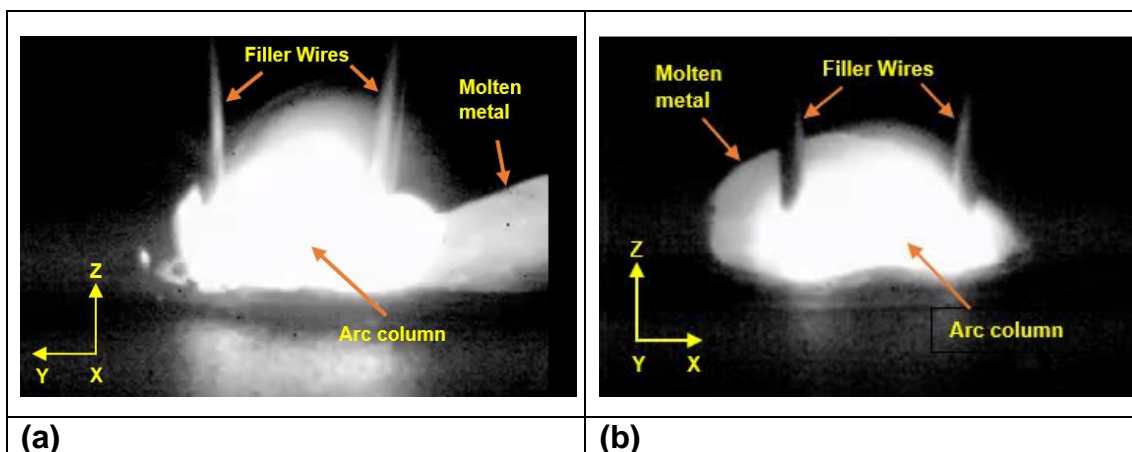 Filler Wires
Molten
metal
Arc column
Z
Y
X
(a)
Molten
metal
Filler Wires
Arc column
Z
Y
X
(b)